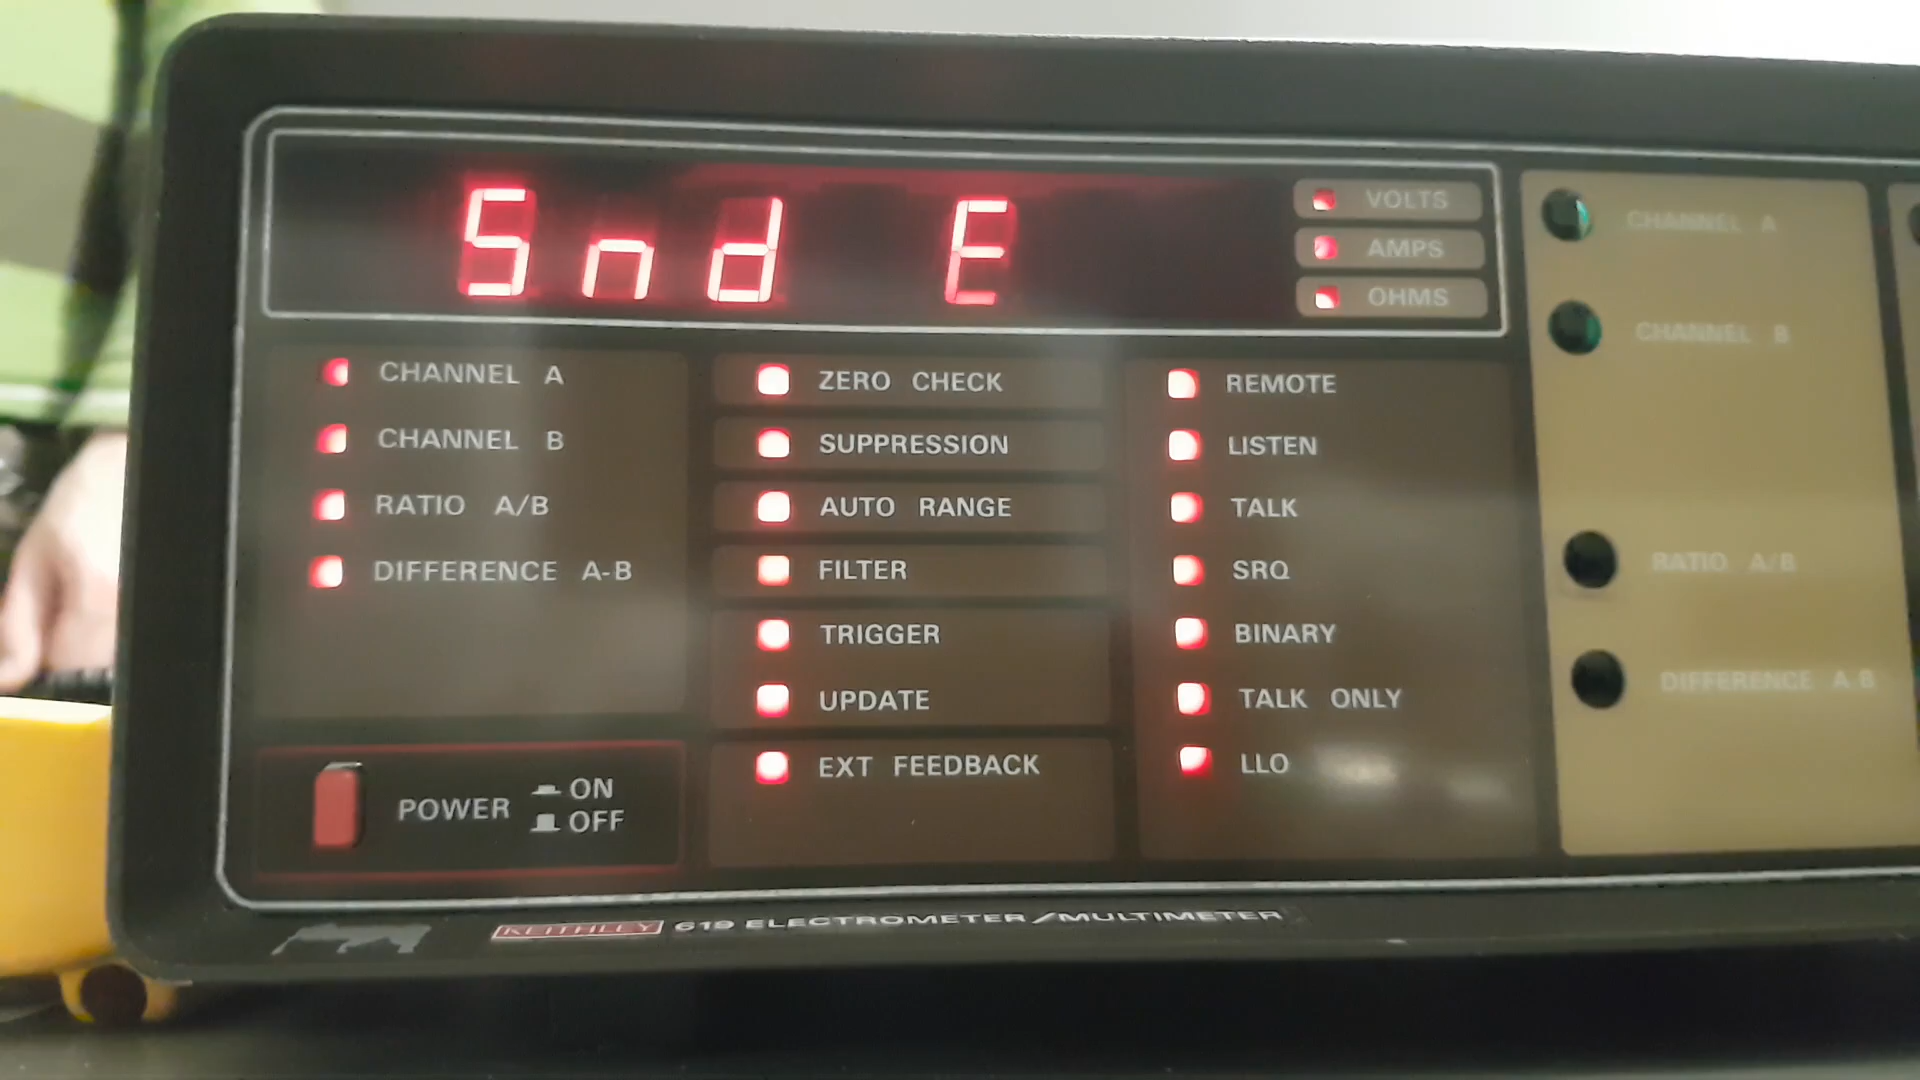 5nd E
VOLTS
AMPS
OHMS
CHANNEL A
CHANNEL B
RATIO A/B
DIFFERENCE A-B
ZERO CHECK
SUPPRESSION
AUTO RANGE
FILTER
TRIGGER
UPDATE
EXT FEEDBACK
REMOTE
LISTEN
TALK
SRQ
BINARY
TALK ONLY
LLO
POWER ON
OFF
CHANNEL A
CHANNEL B
RATIO A/B
DIFFERENCE A-B
KEITHLEY 619 ELECTROMETER/MULTIMETER